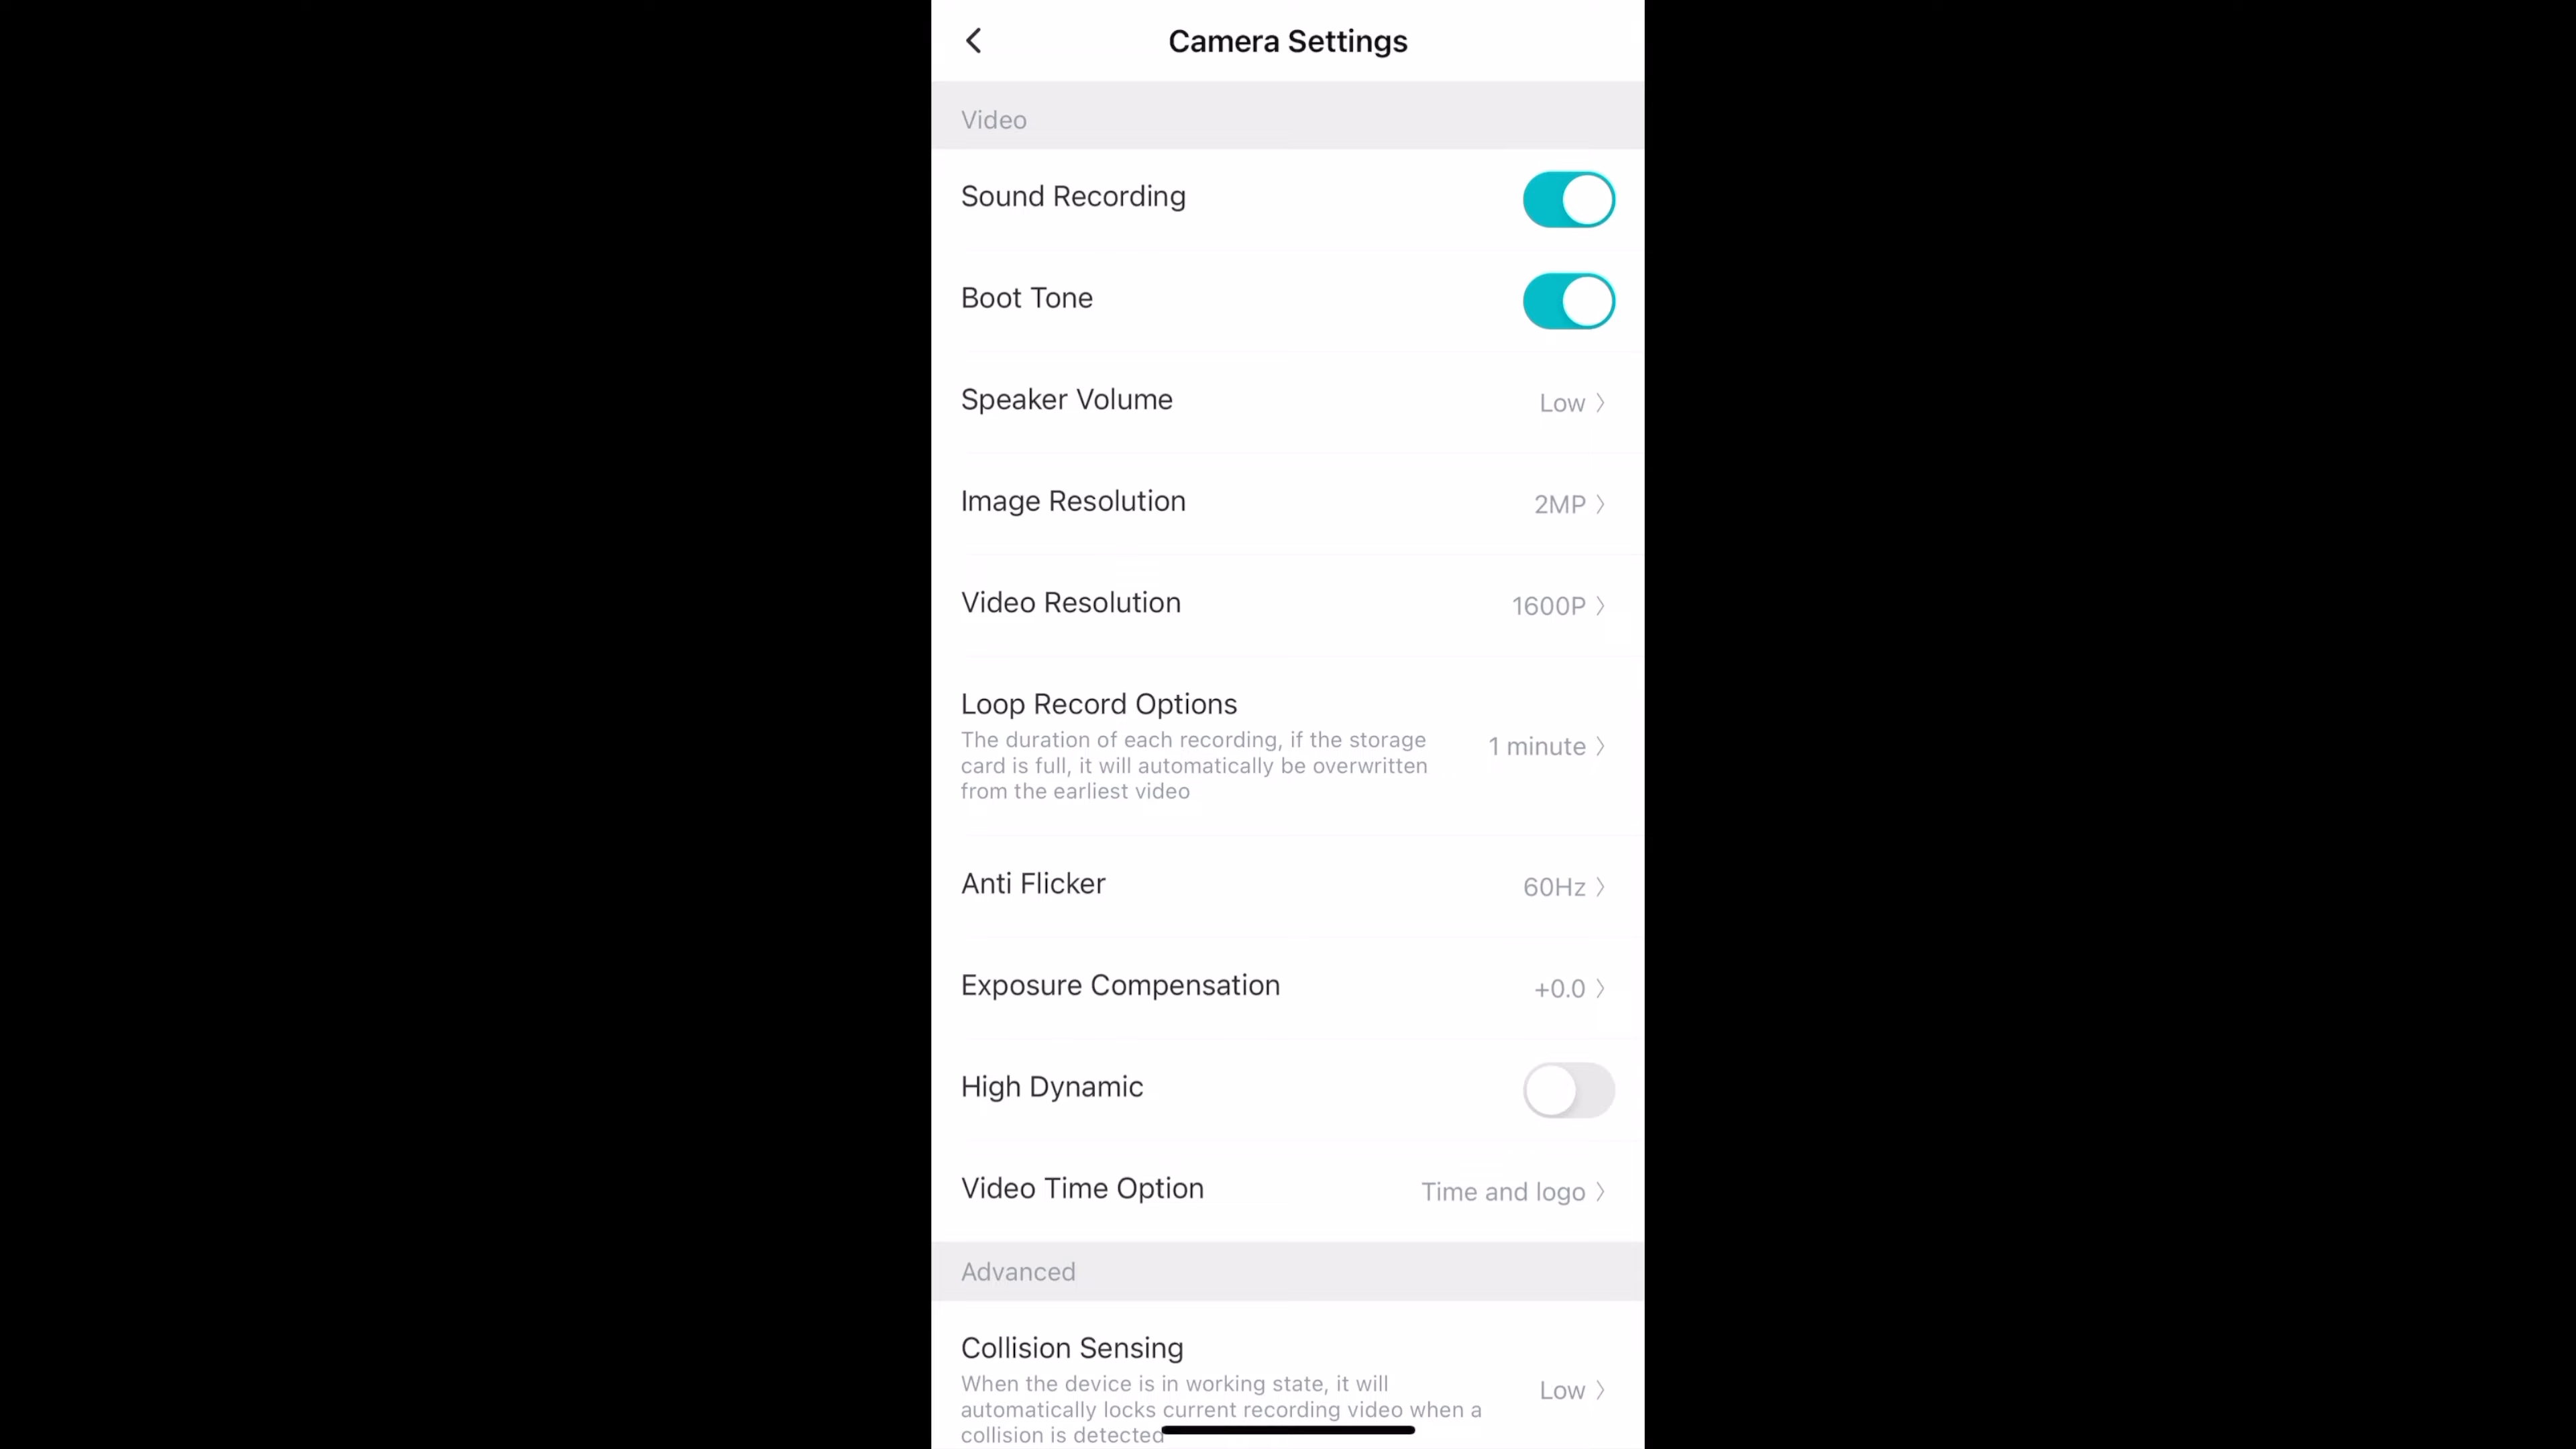 Camera Settings
Video
Sound Recording
Boot Tone
Speaker Volume
Low
Image Resolution
2MP
Video Resolution
1600P
Loop Record Options
The duration of each recording, if the storage
card is full, it will automatically be overwritten
from the earliest video
1 minute
Anti Flicker
60Hz
Exposure Compensation
+0.0
High Dynamic
Video Time Option
Time and logo
Advanced
Collision Sensing
When the device is in working state, it will
automatically locks current recording video when a
collision is detected
Low